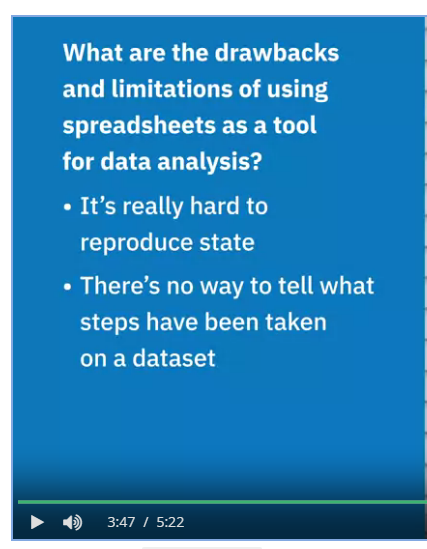 What are the drawbacks
and limitations of using
spreadsheets as a tool
for data analysis?
• It’s really hard to
reproduce state
• There’s no way to tell what
steps have been taken
on a dataset
3:47 / 5:22